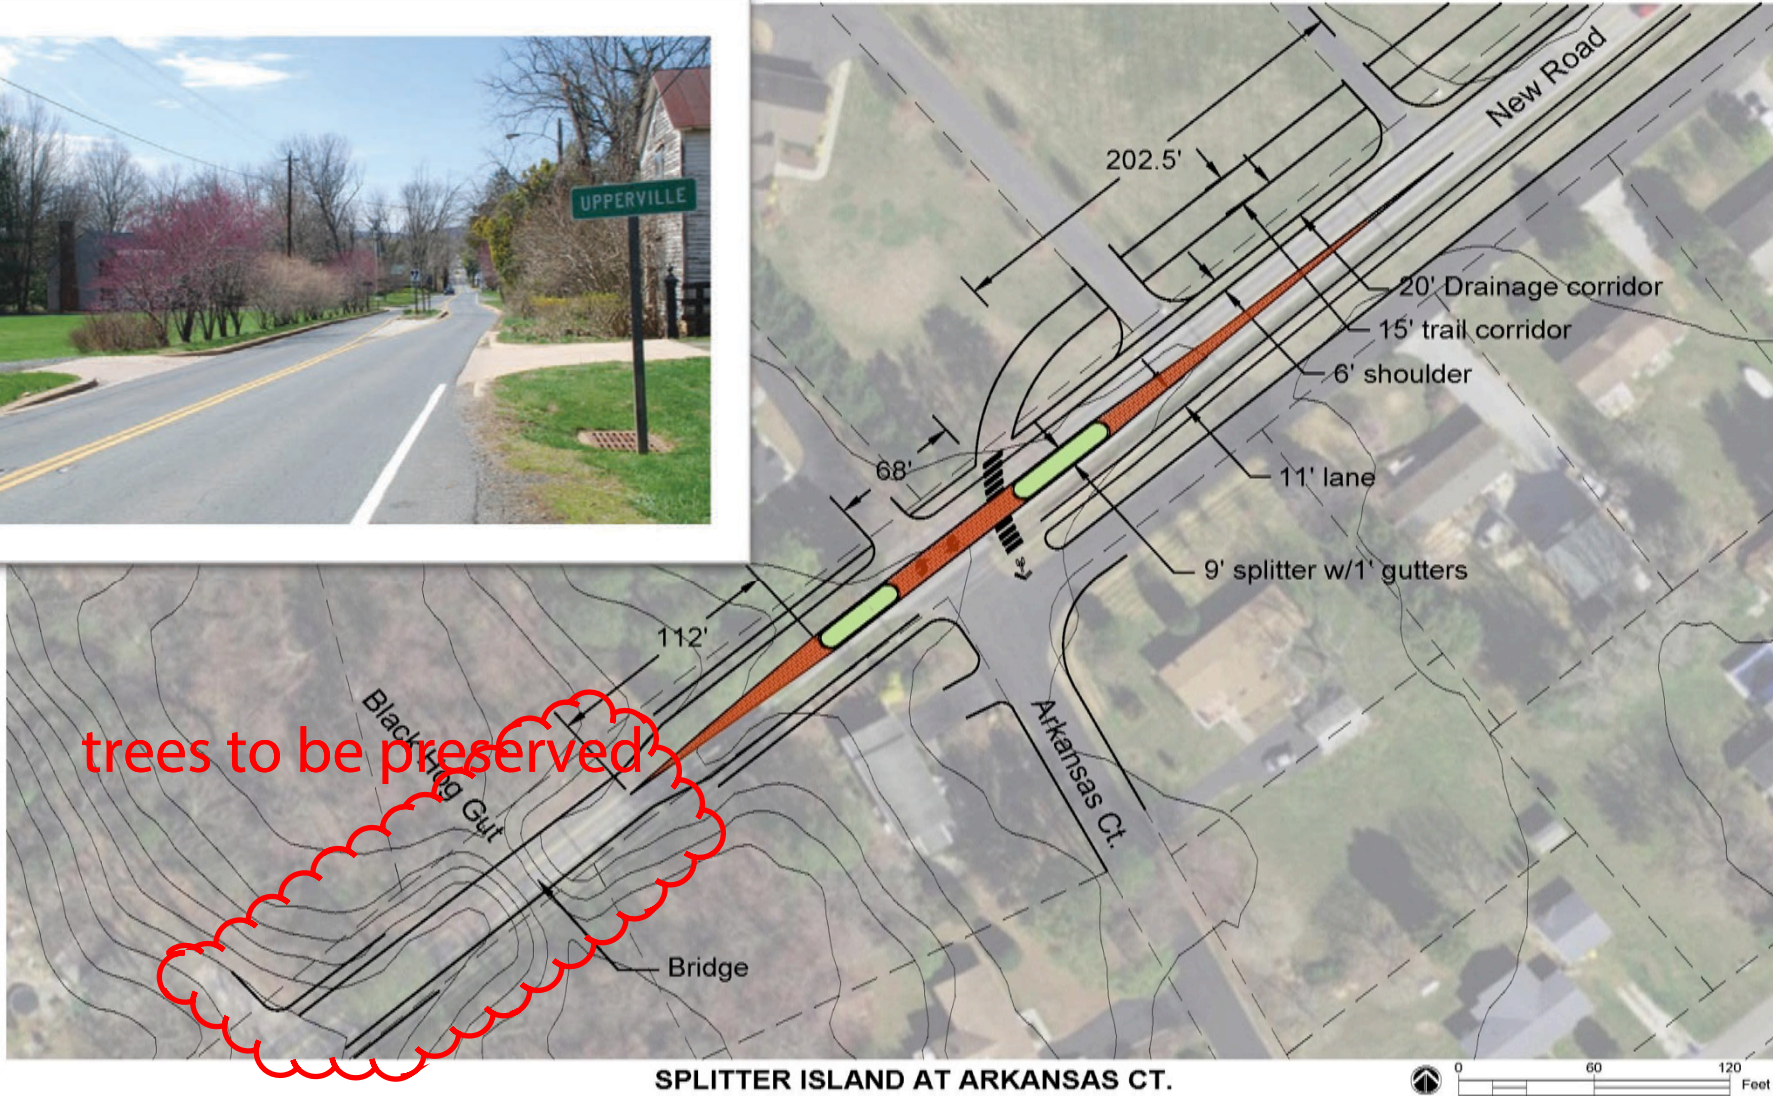 UPPERVILLE
New Road
202.5'
20' Drainage corridor
15' trail corridor
6' shoulder
68'
11' lane
9' splitter w/1' gutters
112'
Black Hog Gut
trees to be preserved
Arkansas Ct.
Bridge
SPLITTER ISLAND AT ARKANSAS CT.
0 60 120
Feet